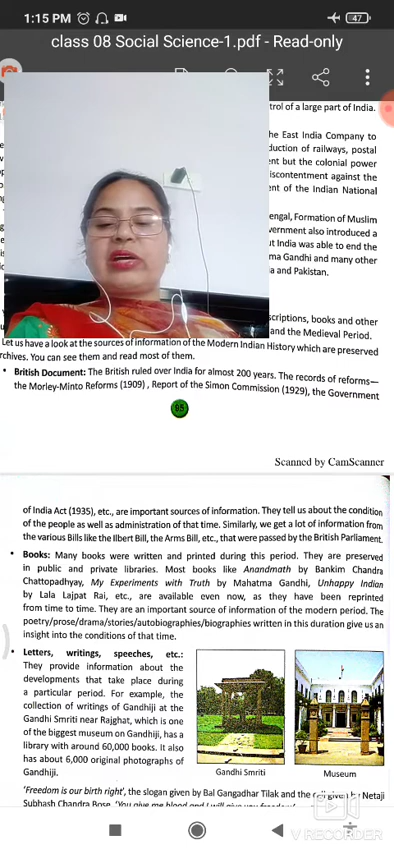 1:15 PM
47
class 08 Social Science-1.pdf - Read-only
trol of a large part of India.
he East India Company to
duction of railways, postal
ent but the colonial power
iscontentment against the
ent of the Indian National
engal, Formation of Muslim
vernment also introduced a
ut India was able to end the
ma Gandhi and many other
ia and Pakistan.
scriptions, books and other
and the Medieval Period.
Let us have a look at the sources of information of the Modern Indian History which are preserved
rchives. You can see them and read most of them.
• British Document: The British ruled over India for almost 200 years. The records of reforms—
the Morley-Minto Reforms (1909) , Report of the Simon Commission (1929), the Government
95
Scanned by CamScanner
of India Act (1935), etc., are important sources of information. They tell us about the condition
of the people as well as administration of that time. Similarly, we get a lot of information from
the various Bills like the Ilbert Bill, the Arms Bill, etc., that were passed by the British Parliament.
• Books: Many books were written and printed during this period. They are preserved
in public and private libraries. Most books like Anandmath by Bankim Chandra
Chattopadhyay, My Experiments with Truth by Mahatma Gandhi, Unhappy Indian
by Lala Lajpat Rai, etc., are available even now, as they have been reprinted
from time to time. They are an important source of information of the modern period. The
poetry/prose/drama/stories/autobiographies/biographies written in this duration give us an
insight into the conditions of that time.
• Letters, writings, speeches, etc.:
They provide information about the
developments that take place during
a particular period. For example, the
collection of writings of Gandhiji at the
Gandhi Smriti near Rajghat, which is one
of the biggest museum on Gandhiji, has a
library with around 60,000 books. It also
has about 6,000 original photographs of
Gandhiji.
Gandhi Smriti
Museum
'Freedom is our birth right', the slogan given by Bal Gangadhar Tilak and the call given by Netaji
Subhash Chandra Bose, 'You give me blood and I will give you freedom'
V RECORDER